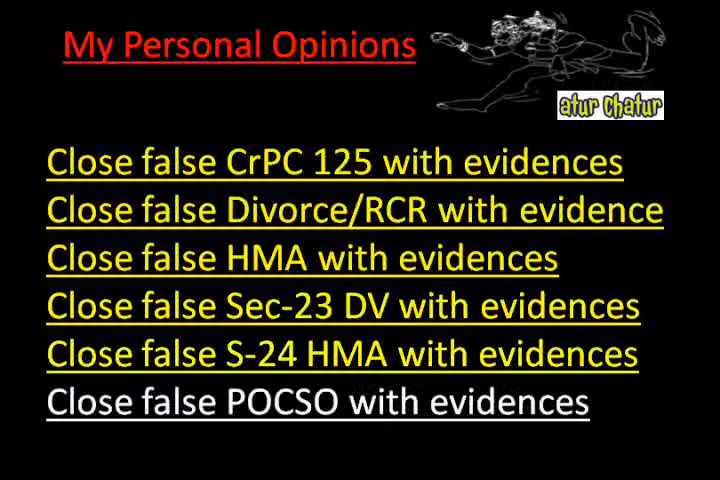 My Personal Opinions
atur chatur
Close false CrPC 125 with evidences
Close false Divorce/RCR with evidence
Close false HMA with evidences
Close false Sec-23 DV with evidences
Close false S-24 HMA with evidences
Close false POCSO with evidences